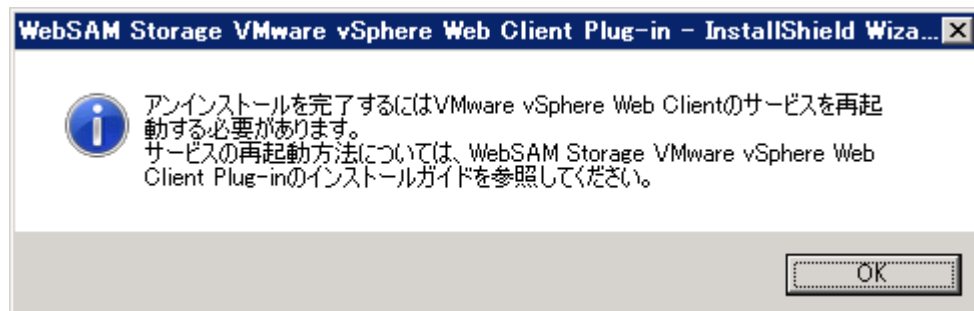 WebSAM Storage VMware vSphere Web Client Plug-in - InstallShield Wiza...
アンインストールを完了するにはVMware vSphere Web Clientのサービスを再起
動する必要があります。
サービスの再起動方法については、WebSAM Storage VMware vSphere Web
Client Plug-inのインストールガイドを参照してください。
OK